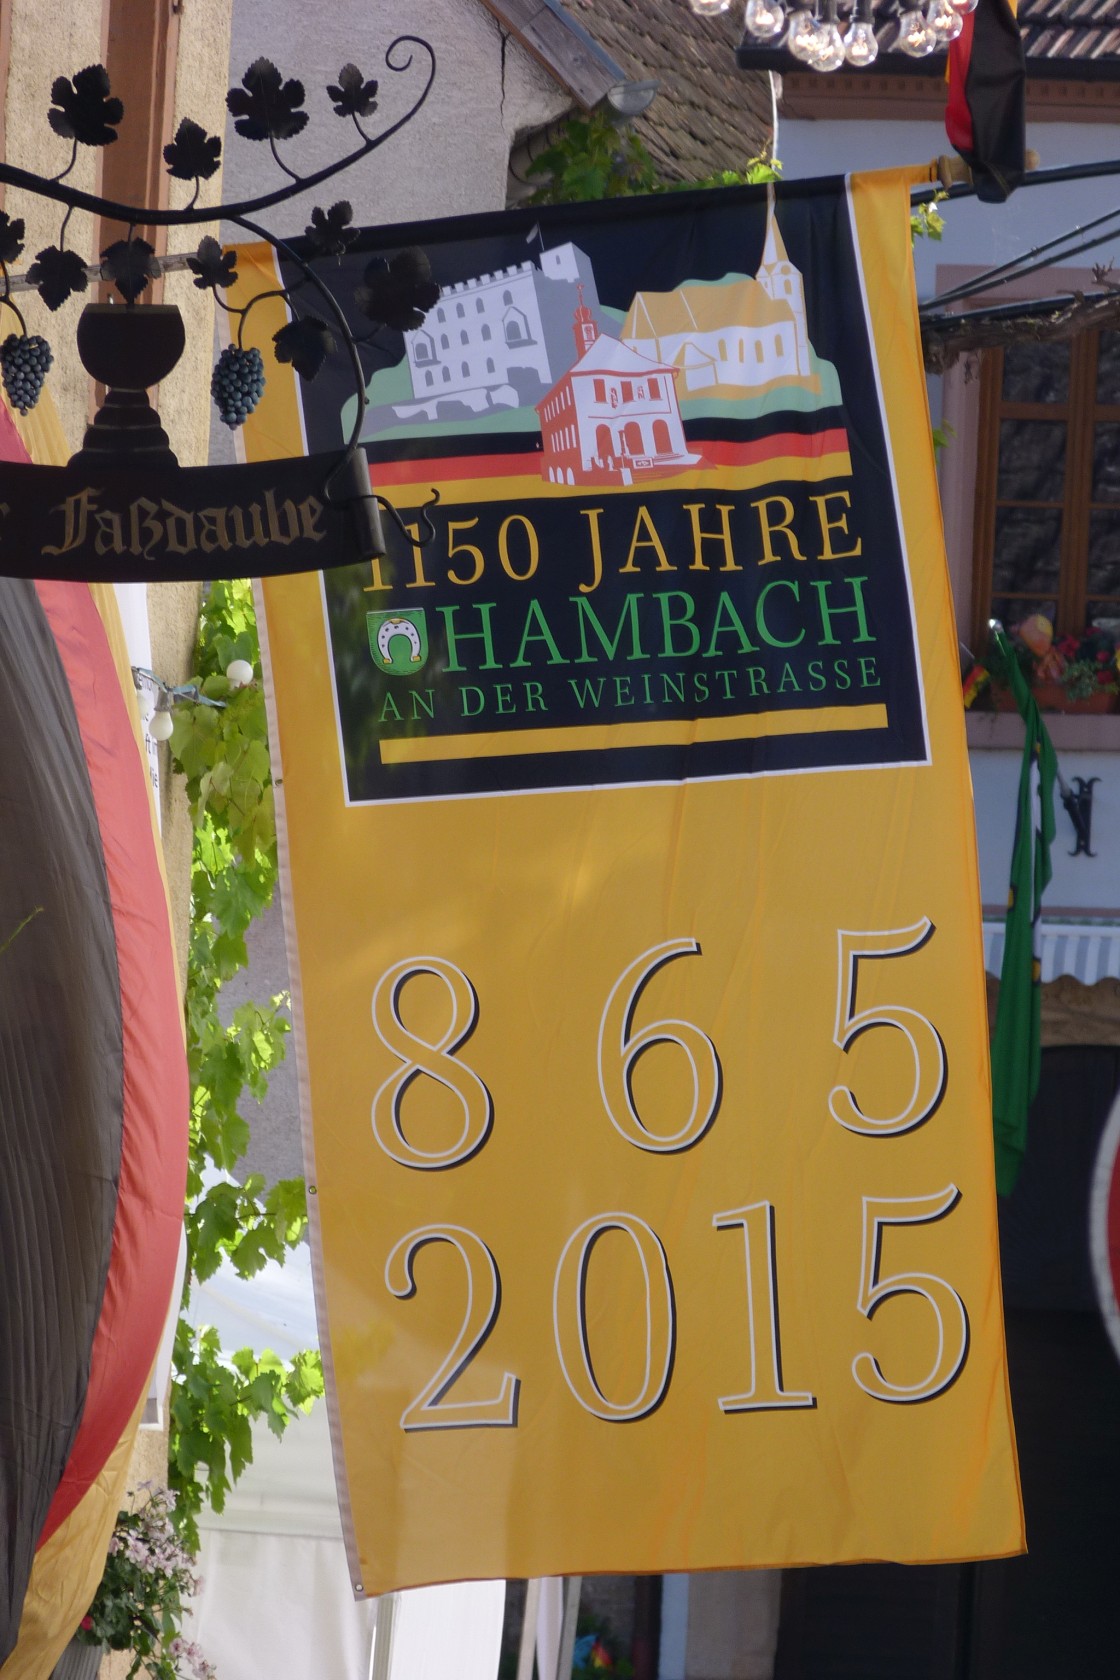 Faßdaube
1150 JAHRE
HAMBACH
AN DER WEINSTRASSE
8 6 5
2015